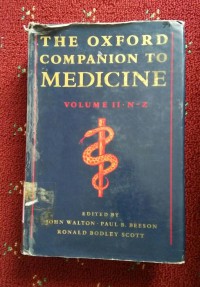 THE OXFORD
COMPANION TO
MEDICINE
VOLUME II · N-Z
EDITED BY
JOHN WALTON · PAUL B. BEESON
RONALD BODLEY SCOTT